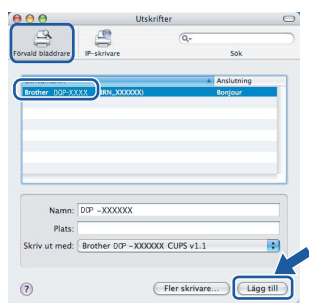 Utskrifter
Förvald bläddrare
IP-skrivare
Q-
Sök
Anslutning
Brother DCP-XXXX BRN_XXXXXX)
Bonjour
Namn: DCP -XXXXXX
Plats:
Skriv ut med: Brother DCP -XXXXXX CUPS v1.1
?
Fler skrivare...
Lägg till